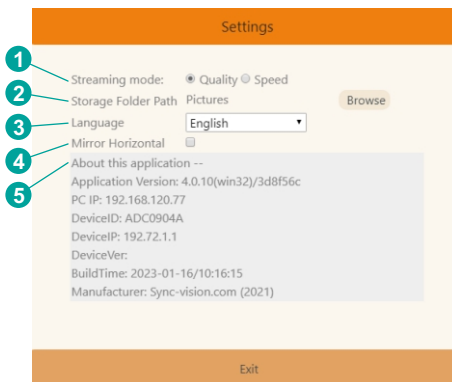 Settings
1 Streaming mode: Quality Speed
2 Storage Folder Path Pictures Browse
3 Language English
4 Mirror Horizontal
5 About this application --
Application Version: 4.0.10(win32)/3d8f56c
PC IP: 192.168.120.77
DeviceID: ADC0904A
DeviceIP: 192.72.1.1
DeviceVer:
BuildTime: 2023-01-16/10:16:15
Manufacturer: Sync-vision.com (2021)
Exit